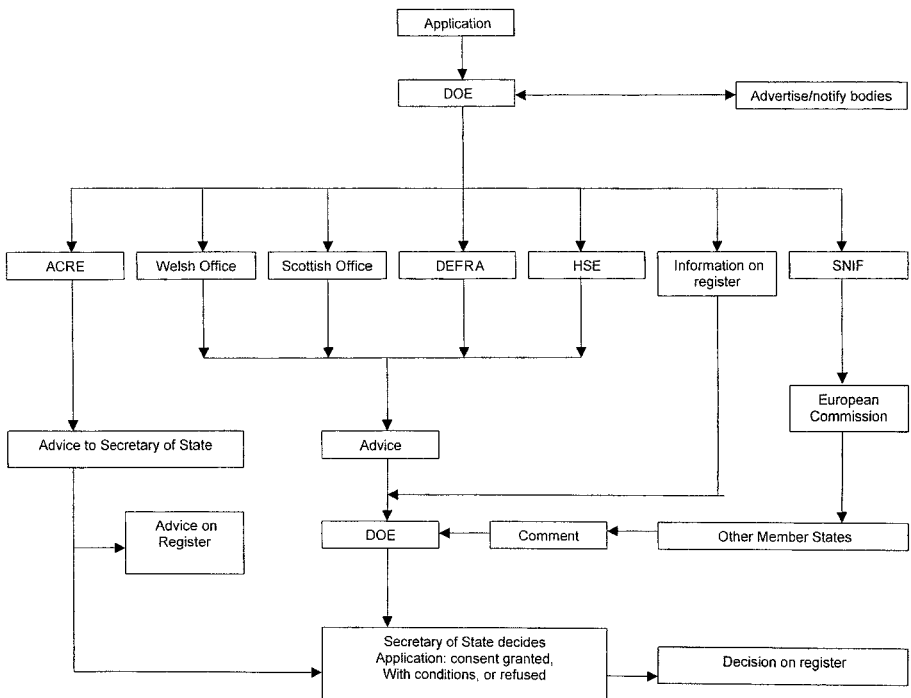 Application
DOE
Advertise/notify bodies
ACRE
Welsh Office
Scottish Office
DEFRA
HSE
Information on
register
SNIF
European
Commission
Advice to Secretary of State
Advice
Advice on
Register
DOE
Comment
Other Member States
Secretary of State decides
Application: consent granted,
With conditions, or refused
Decision on register